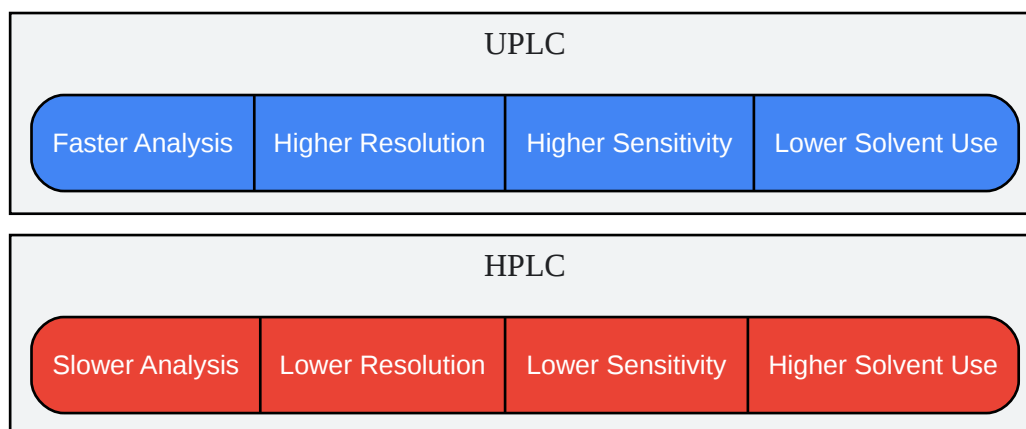 UPLC
Faster Analysis Higher Resolution Higher Sensitivity Lower Solvent Use
HPLC
Slower Analysis Lower Resolution Lower Sensitivity Higher Solvent Use